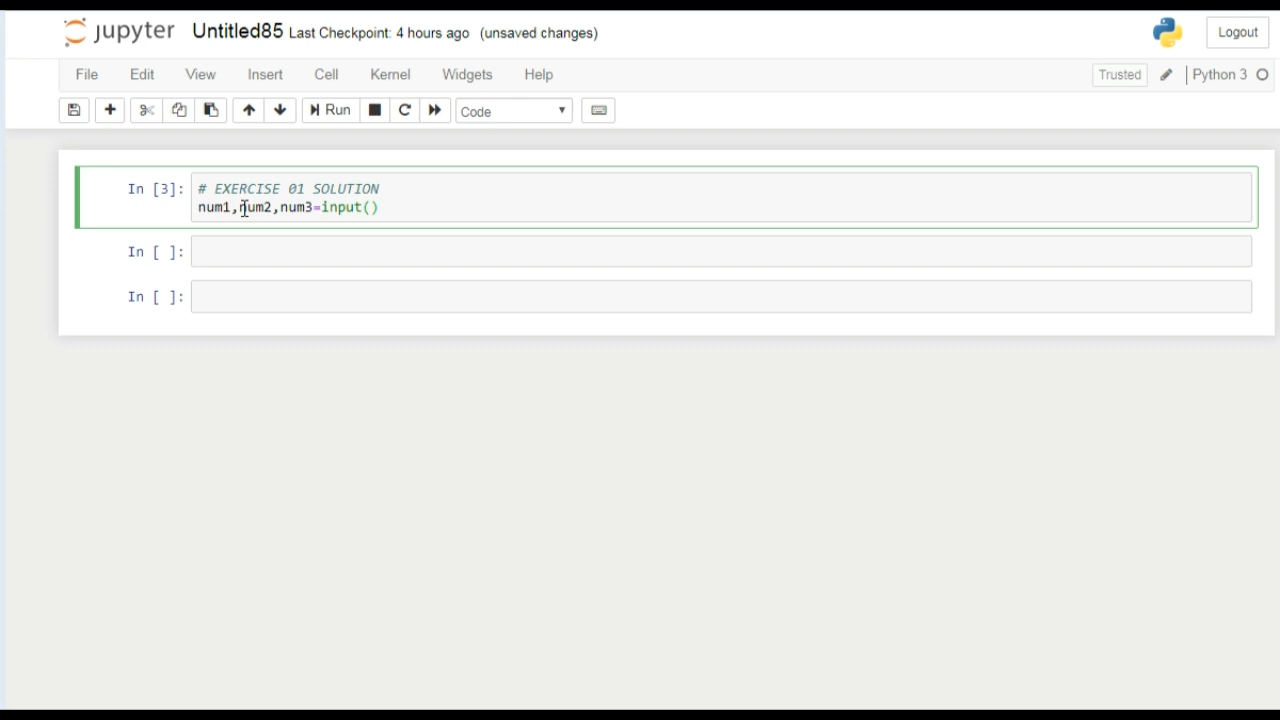 jupyter Untitled85 Last Checkpoint: 4 hours ago (unsaved changes) Logout
File Edit View Insert Cell Kernel Widgets Help Trusted Python 3
Run Code
In [3]: # EXERCISE 01 SOLUTION
num1,num2,num3=input()
In [ ]:
In [ ]: